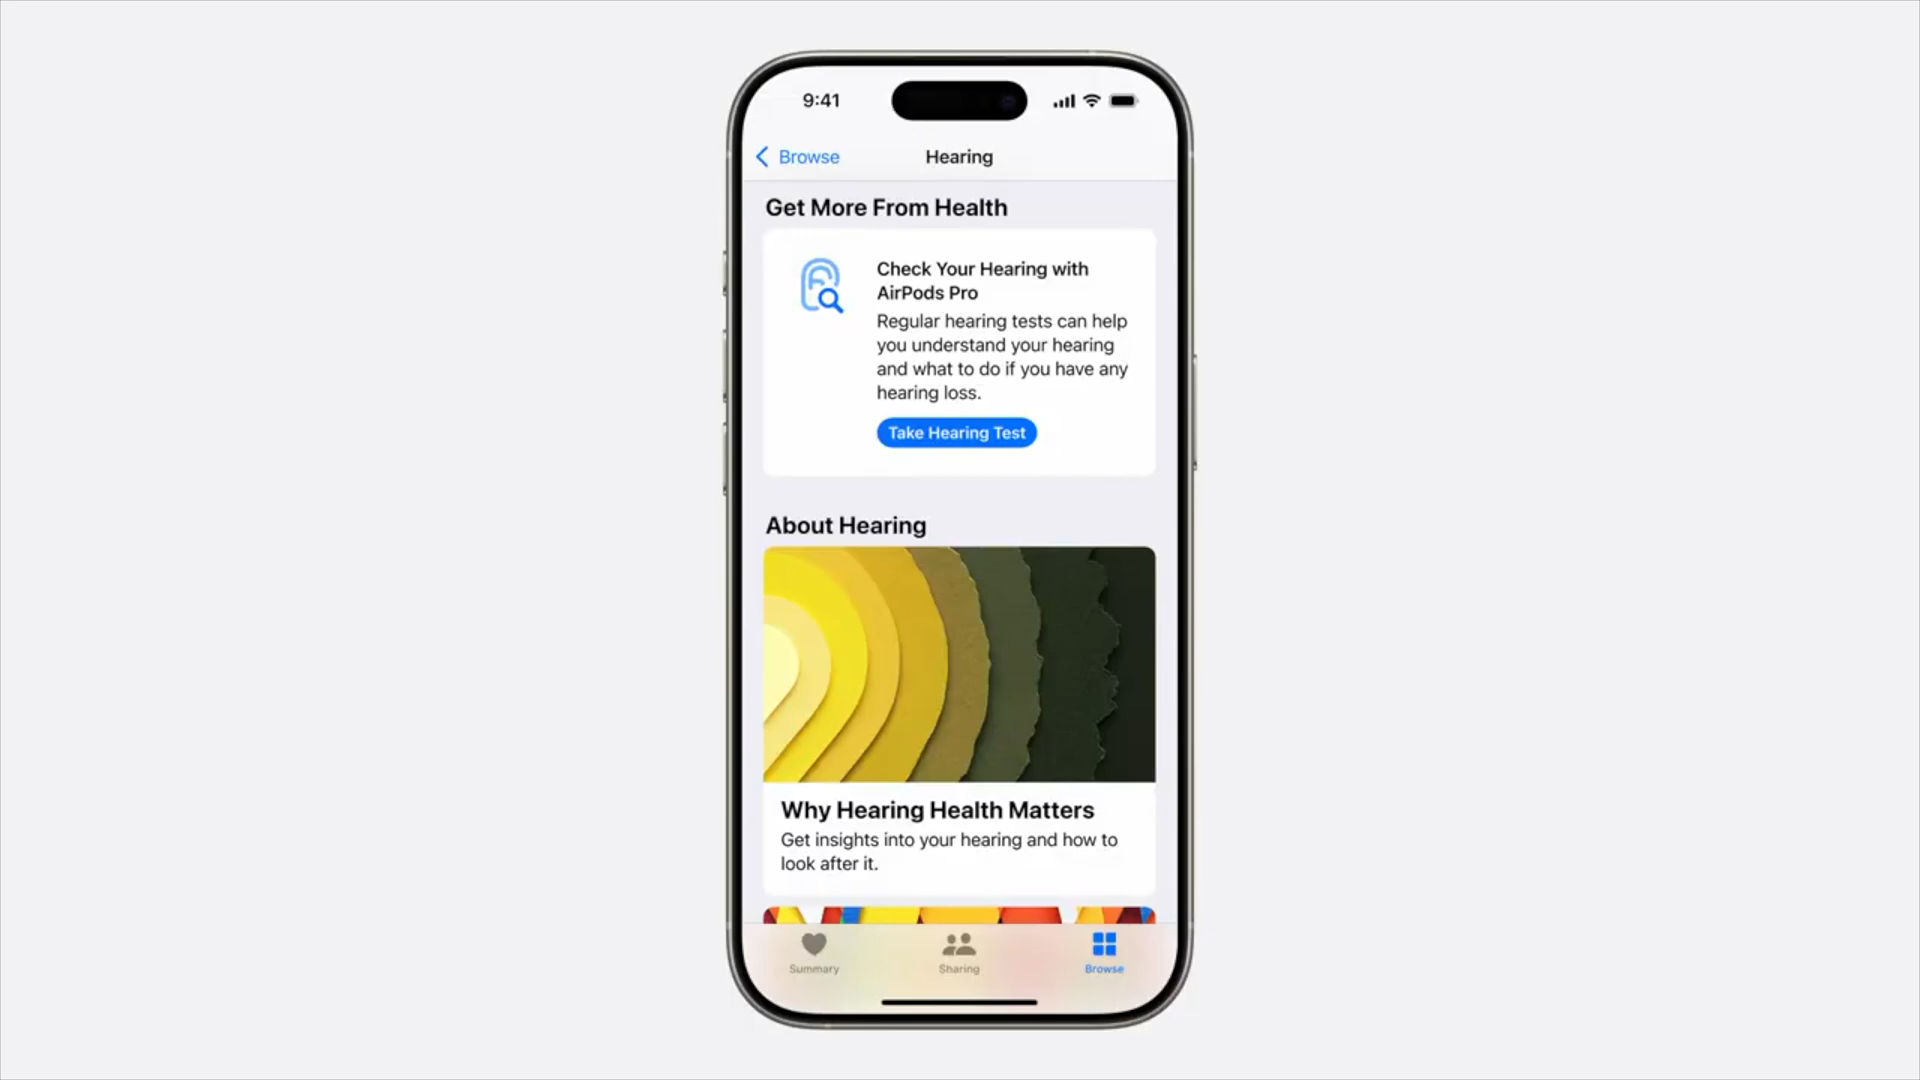 9:41
Browse
Hearing
Get More From Health
Check Your Hearing with
AirPods Pro
Regular hearing tests can help
you understand your hearing
and what to do if you have any
hearing loss.
Take Hearing Test
About Hearing
Why Hearing Health Matters
Get insights into your hearing and how to
look after it.
Summary
Sharing
Browse